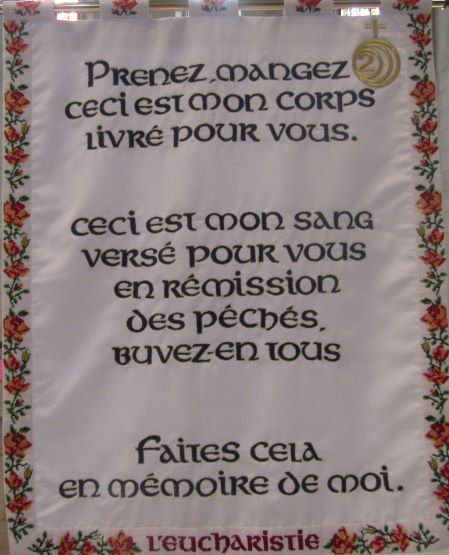 Prenez, mangez
ceci est mon corps
livré pour vous.
ceci est mon sang
versé pour vous
en rémission
des péchés.
Buvez-en tous
Faites cela
en mémoire de moi.
L'EUCHARISTIE